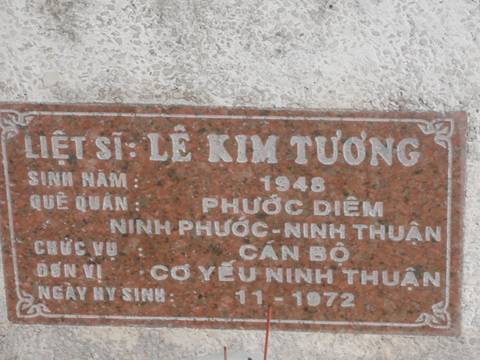 LIỆT SĨ: LÊ KIM TƯƠNG
SINH NĂM : 1948
QUÊ QUÁN : PHƯỚC DIÊM
NINH PHƯỚC-NINH THUẬN
CHỨC VỤ : CÁN BỘ
ĐƠN VỊ : CƠ YẾU NINH THUẬN
NGÀY HY SINH : 11 - 1972